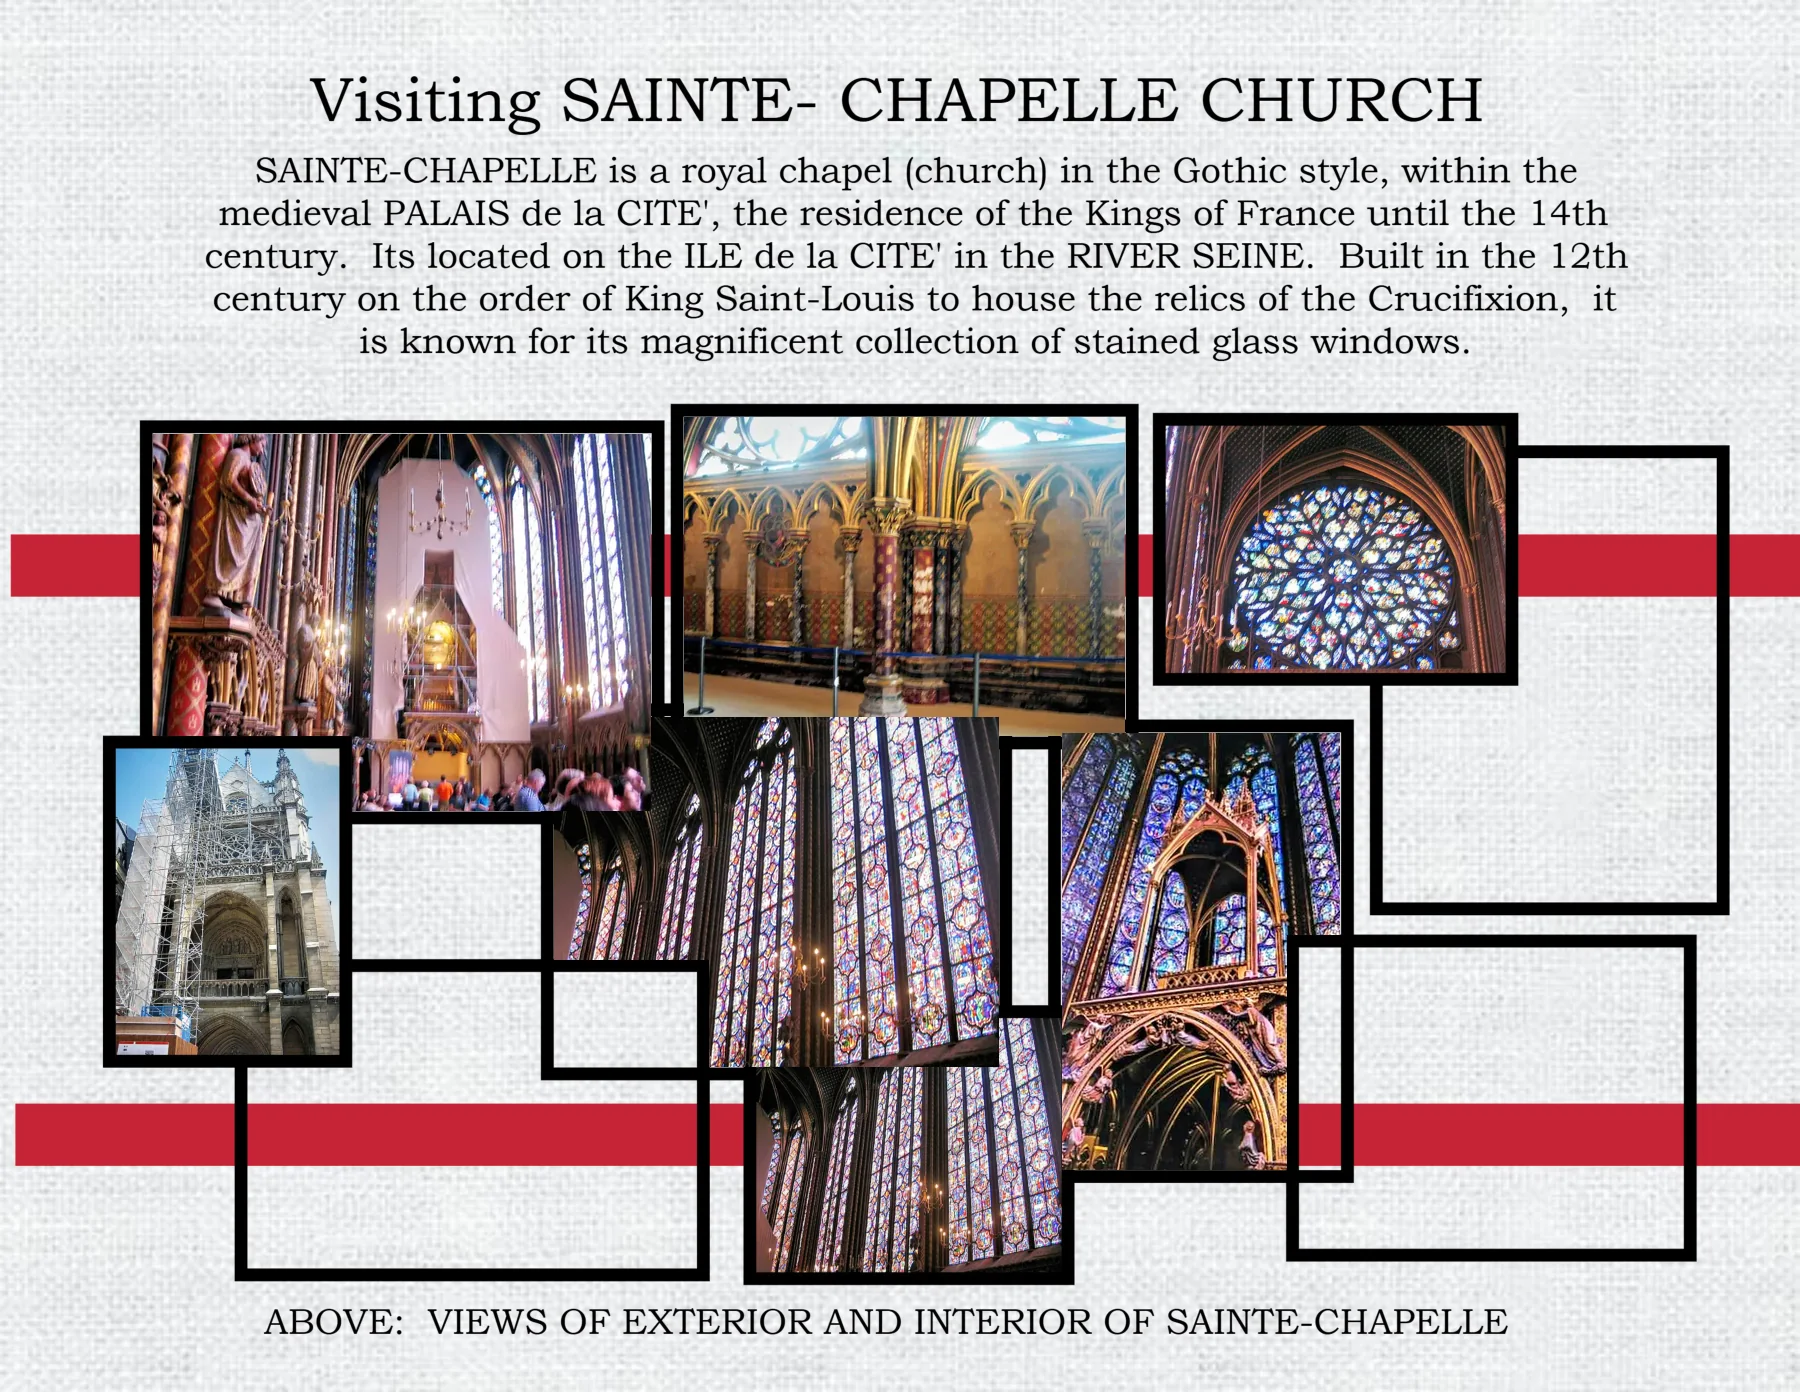 Visiting SAINTE- CHAPELLE CHURCH
SAINTE-CHAPELLE is a royal chapel (church) in the Gothic style, within the
medieval PALAIS de la CITE', the residence of the Kings of France until the 14th
century.  Its located on the ILE de la CITE' in the RIVER SEINE.  Built in the 12th
century on the order of King Saint-Louis to house the relics of the Crucifixion,  it
is known for its magnificent collection of stained glass windows.
ABOVE:  VIEWS OF EXTERIOR AND INTERIOR OF SAINTE-CHAPELLE